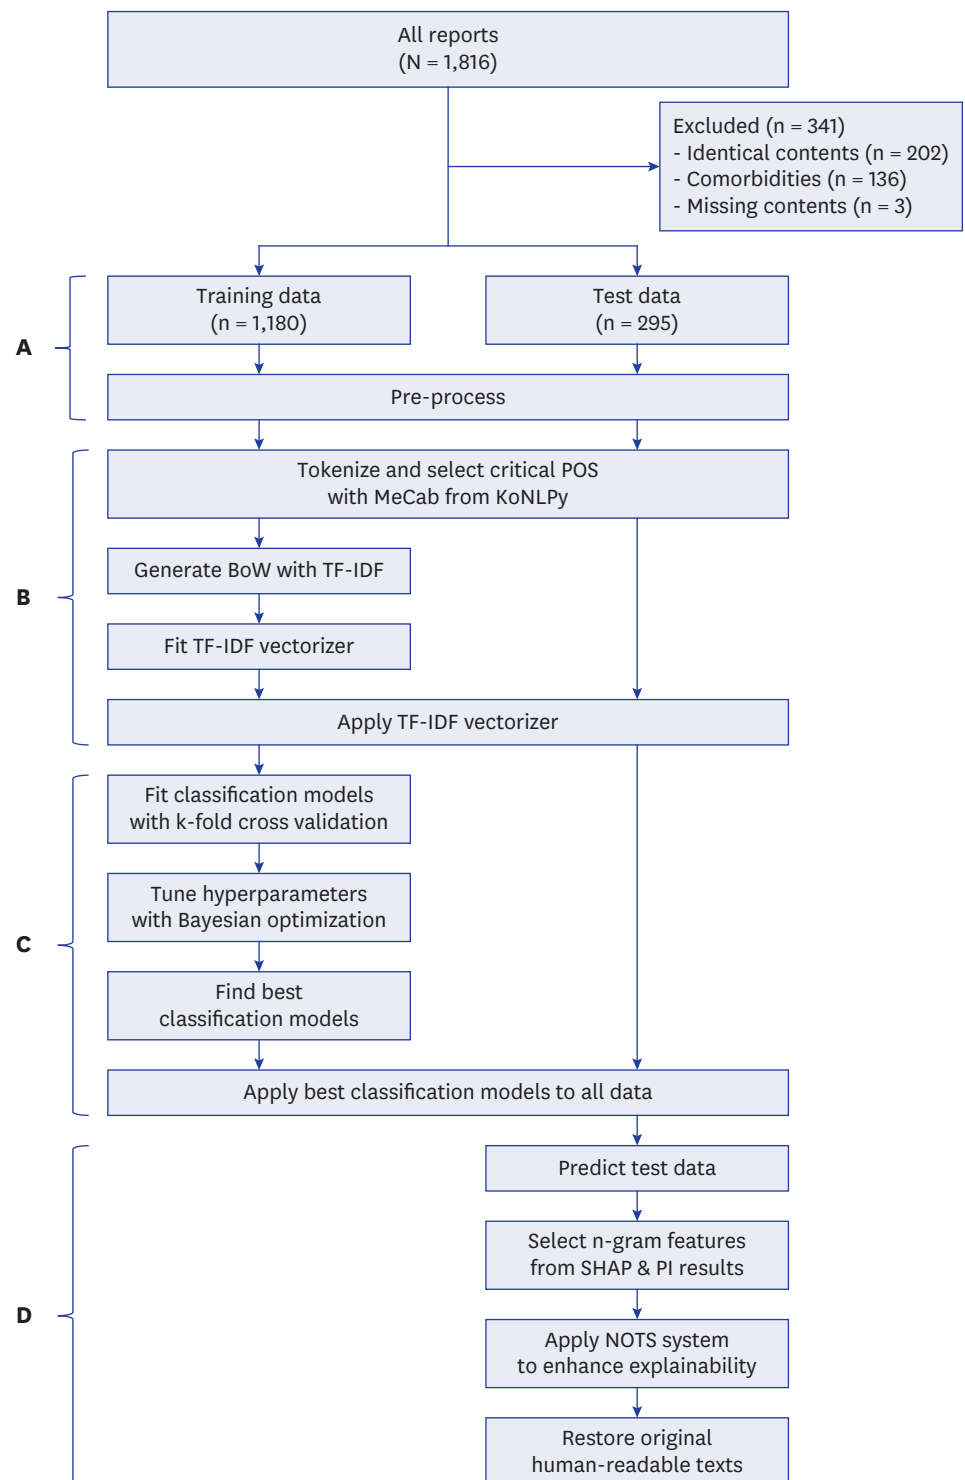 All reports
(N = 1,816)
Excluded (n = 341)
- Identical contents (n = 202)
- Comorbidities (n = 136)
- Missing contents (n = 3)
A
Training data
(n = 1,180)
Test data
(n = 295)
Pre-process
B
Tokenize and select critical POS
with MeCab from KoNLPy
Generate BoW with TF-IDF
Fit TF-IDF vectorizer
Apply TF-IDF vectorizer
C
Fit classification models
with k-fold cross validation
Tune hyperparameters
with Bayesian optimization
Find best
classification models
Apply best classification models to all data
D
Predict test data
Select n-gram features
from SHAP & PI results
Apply NOTS system
to enhance explainability
Restore original
human-readable texts